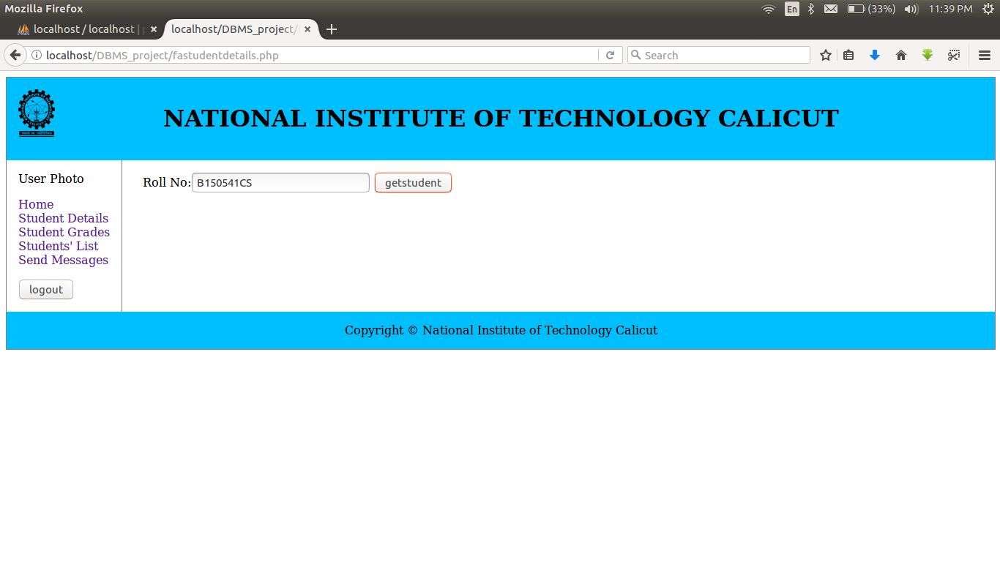 Mozilla Firefox
En
(33%)
11:39 PM
localhost / localhost |
localhost/DBMS_project/
localhost/DBMS_project/fastudentdetails.php
Search
NATIONAL INSTITUTE OF TECHNOLOGY CALICUT
User Photo
Roll No:
B150541CS
getstudent
Home
Student Details
Student Grades
Students' List
Send Messages
logout
Copyright © National Institute of Technology Calicut